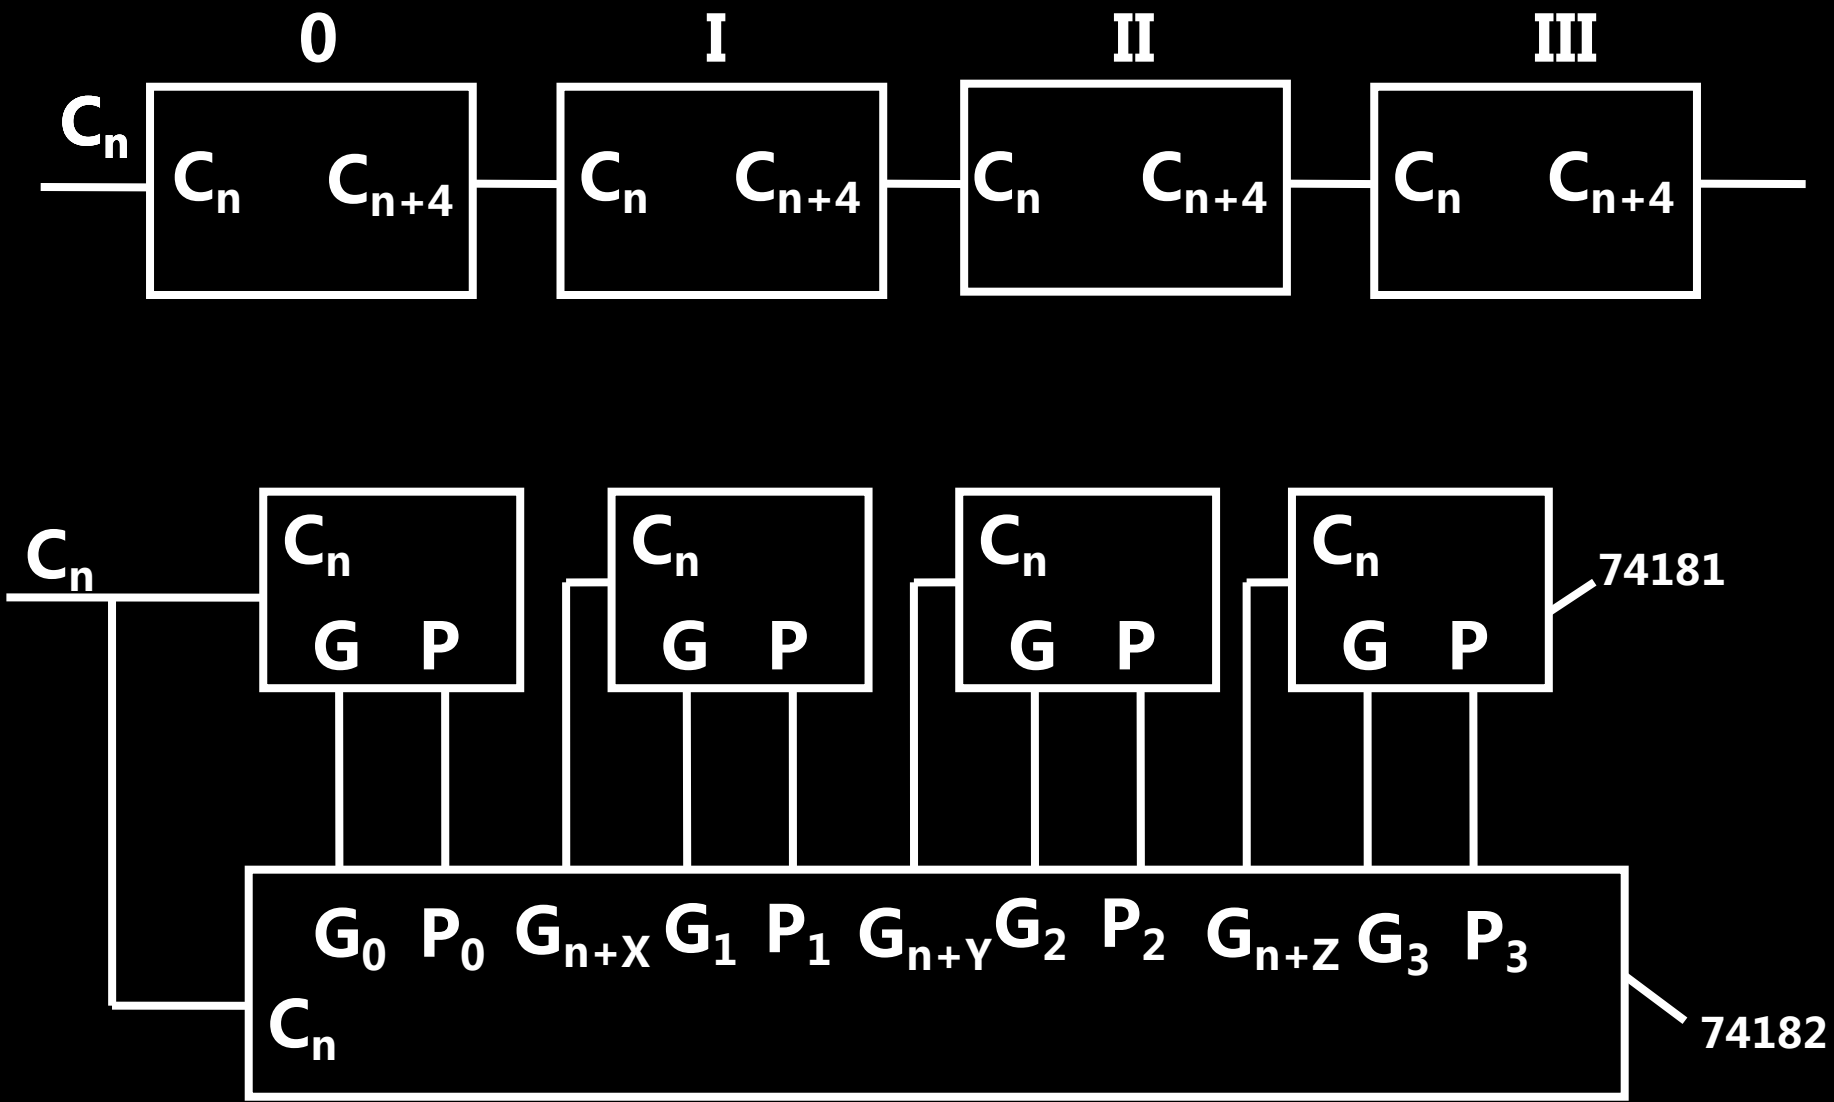 0 I II III
Cn
Cn Cn+4 Cn Cn+4 Cn Cn+4 Cn Cn+4
Cn
Cn Cn Cn Cn
74181
G P G P G P G P
G0 P0 Gn+X G1 P1 Gn+Y G2 P2 Gn+Z G3 P3
Cn
74182